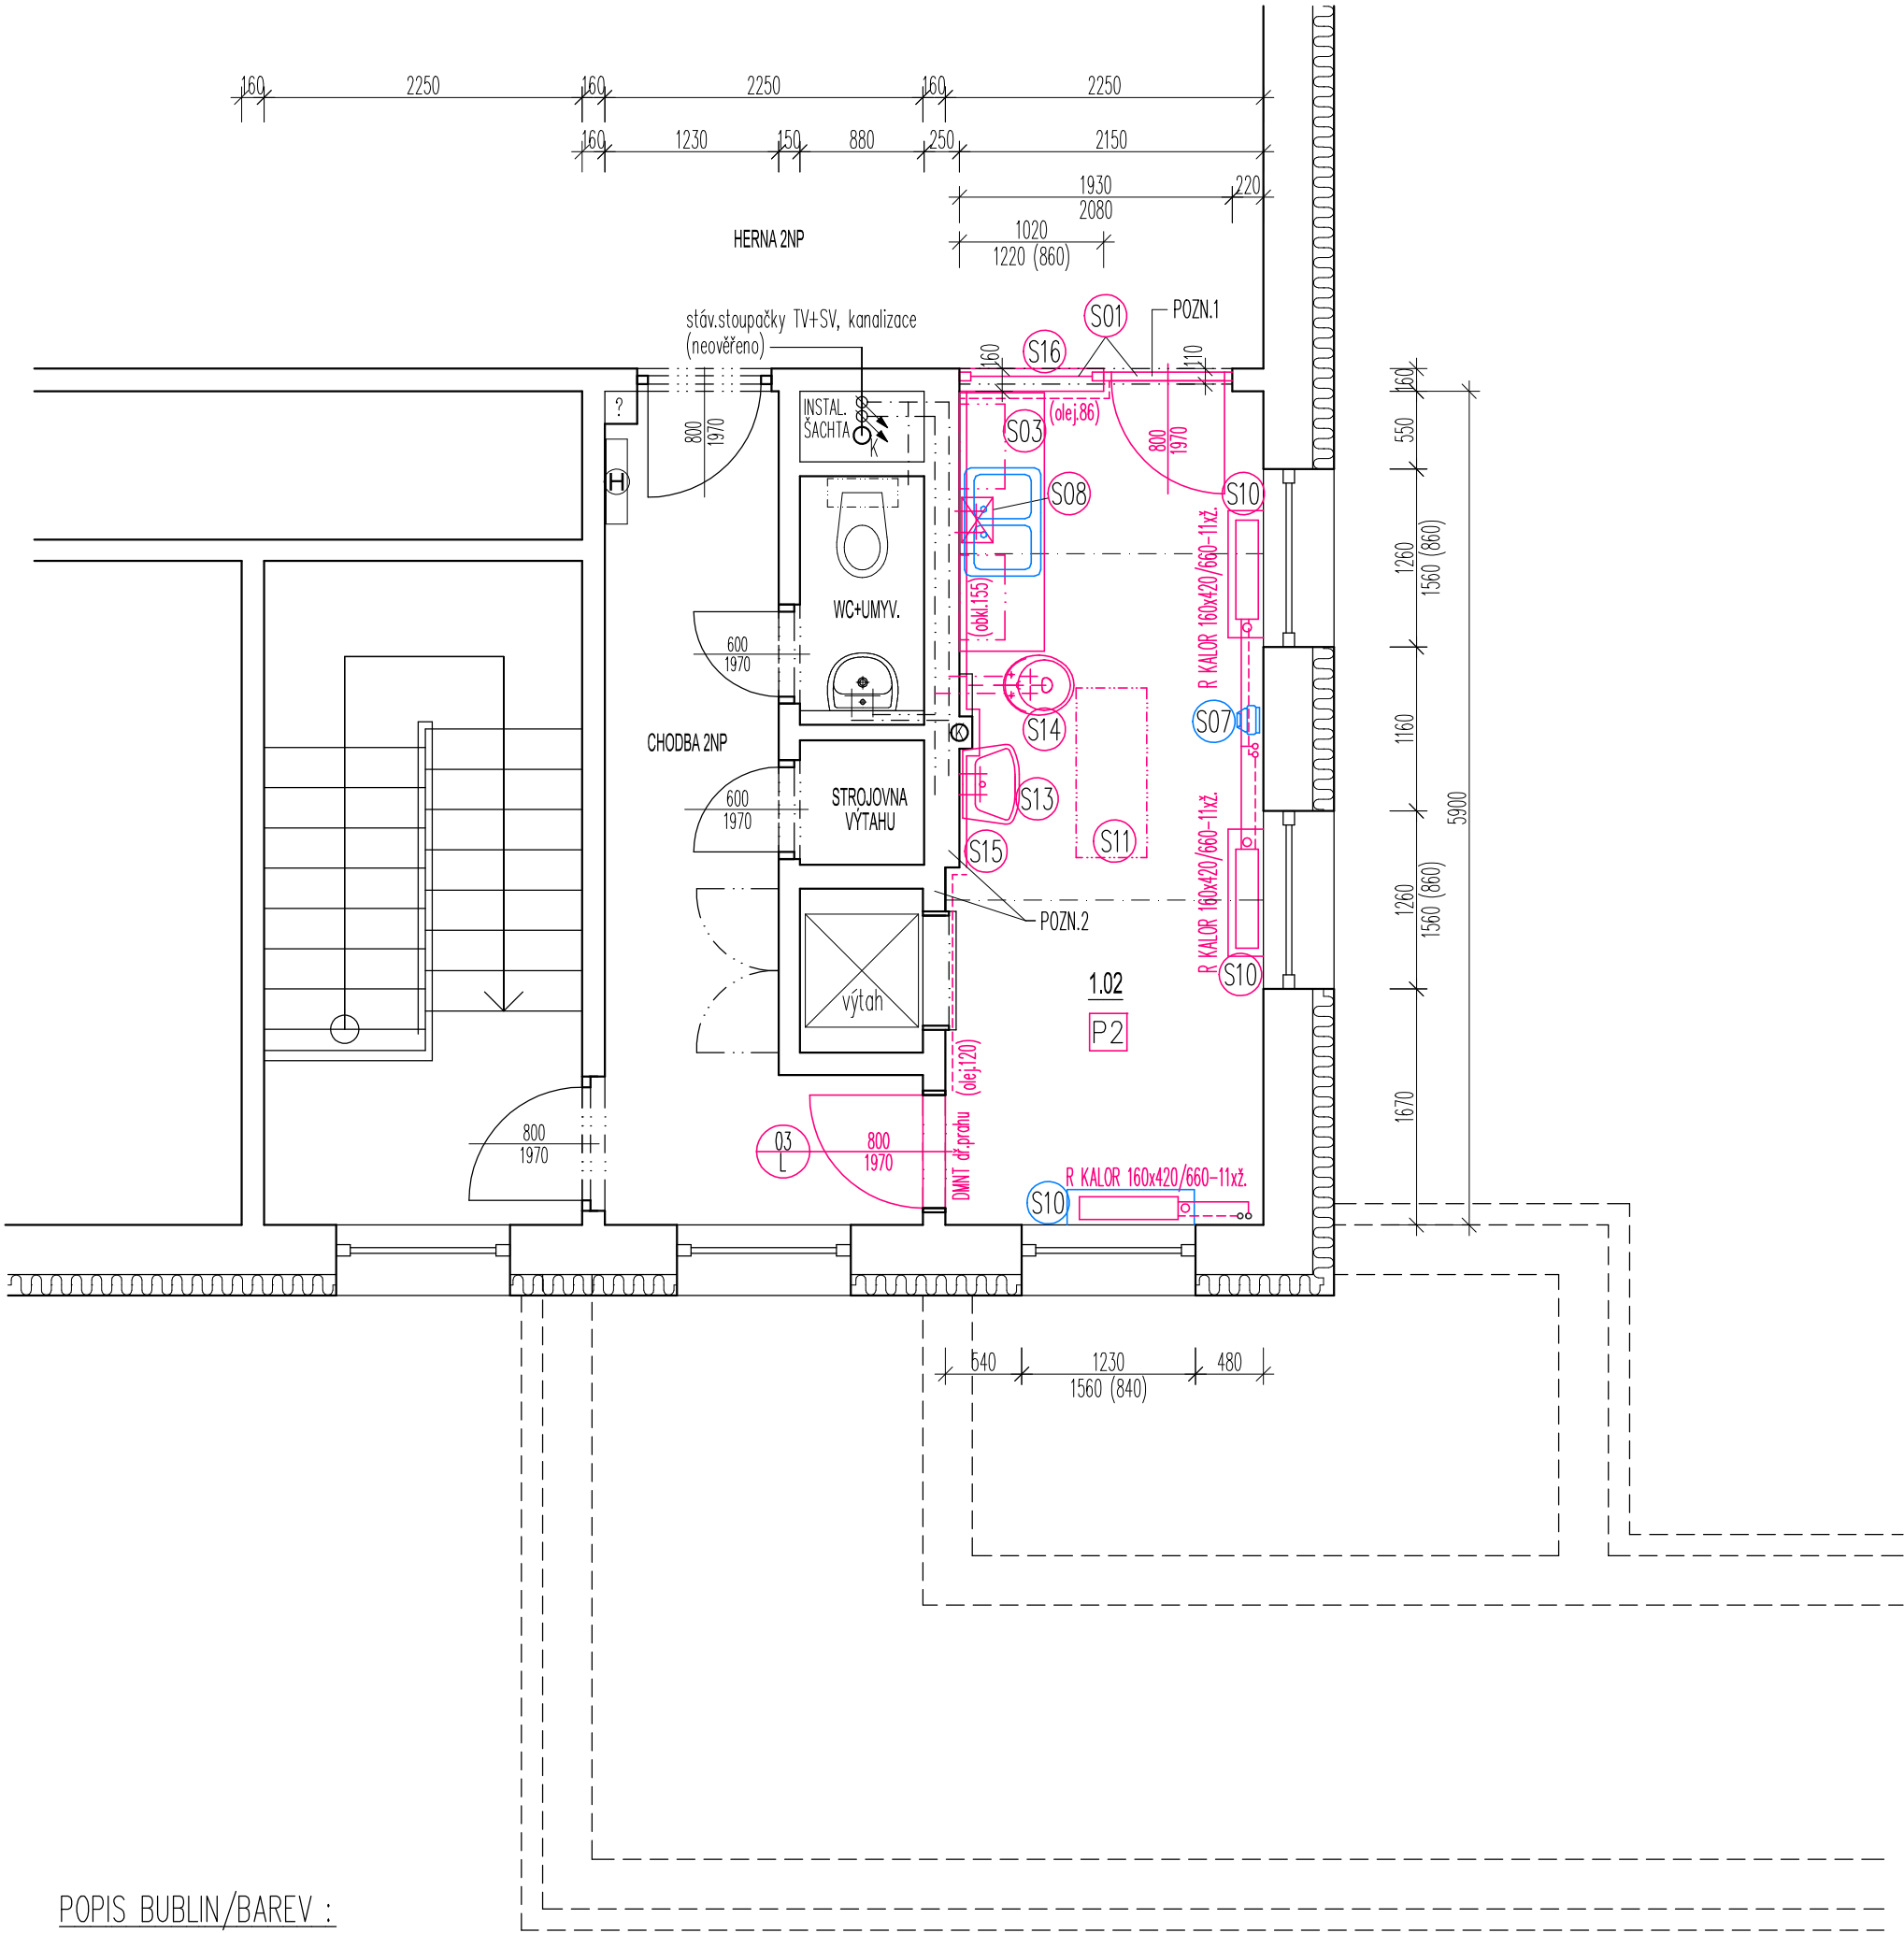 160 2250 160 2250 160 2250
160 1230 150 880 250 2150
1930 220
2080
1020
1220 (860)
HERNA 2NP
stáv.stoupačky TV+SV, kanalizace
(neověřeno)
S16
S01
POZN.1
160
110
160
?
INSTAL.
ŠACHTA
K
H
800
1970
S03
(olej.86)
800
1970
S08
S10
550
1260
1560 (860)
R KALOR 160x420/660-11xž.
(obkl.155)
WC+UMYV.
600
1970
CHODBA 2NP
K
S14
S07
1160
5900
STROJOVNA
VÝTAHU
600
1970
S13
S15
S11
R KALOR 160x420/660-11xž.
1260
1560 (860)
POZN.2
výtah
1.02
P2
S10
(olej.120)
1670
800
1970
03
L
800
1970
DMNT dř.prahu
R KALOR 160x420/660-11xž.
S10
540 1230 480
1560 (840)
POPIS BUBLIN/BAREV :